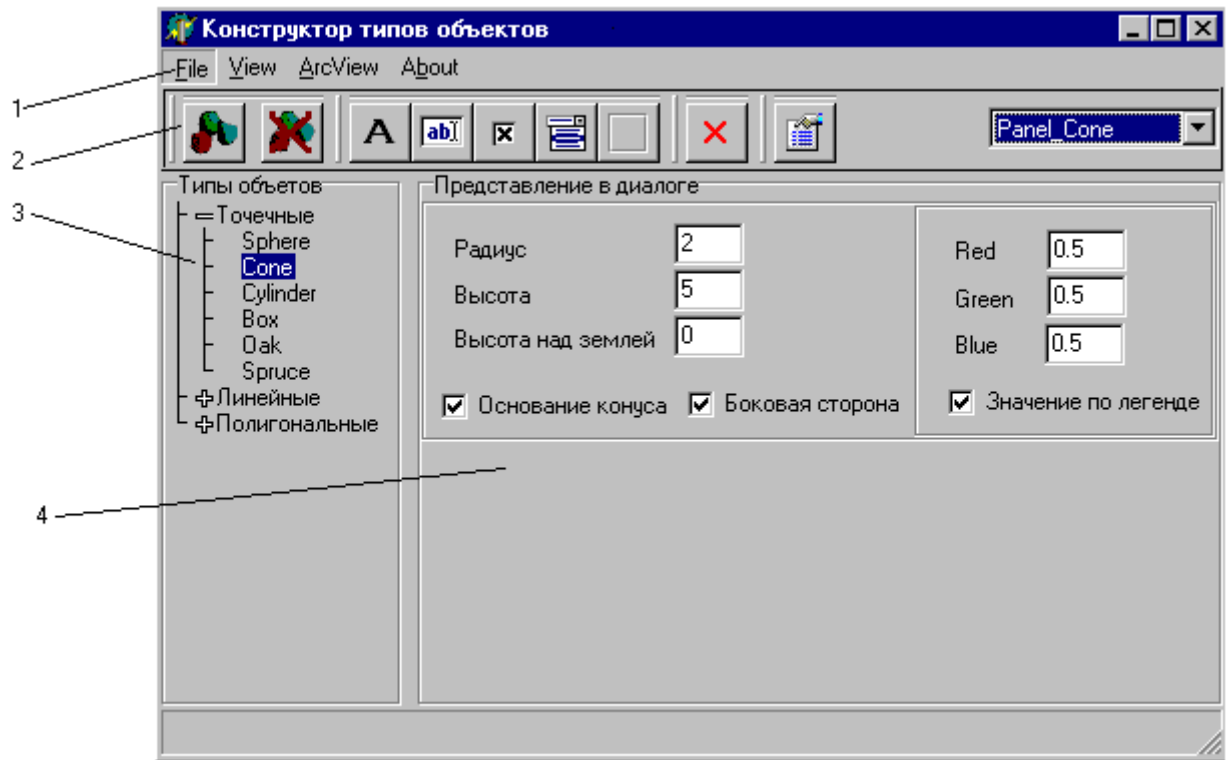 Конструктор типов объектов
File View ArcView About
1
2
A ab Panel_Cone
Типы объетов
Представление в диалоге
3
Точечные
Sphere
Cone
Cylinder
Box
Oak
Spruce
Линейные
Полигональные
Радиус 2
Высота 5
Высота над землей 0
Red 0.5
Green 0.5
Blue 0.5
Основание конуса Боковая сторона Значение по легенде
4